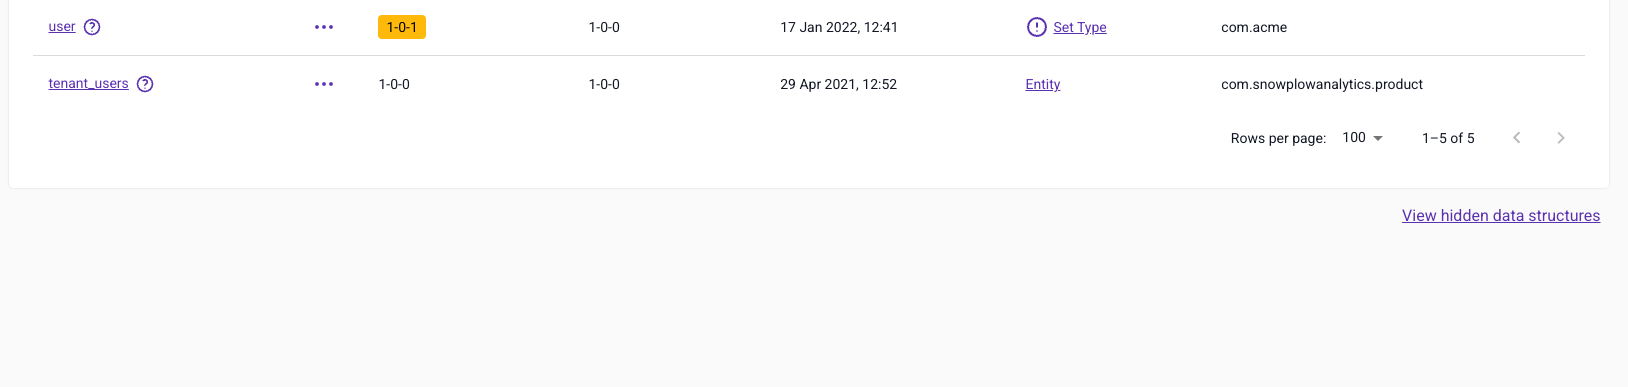 user 1-0-1 1-0-0 17 Jan 2022, 12:41 Set Type com.acme
tenant_users 1-0-0 1-0-0 29 Apr 2021, 12:52 Entity com.snowplowanalytics.product
Rows per page: 100 1–5 of 5
View hidden data structures